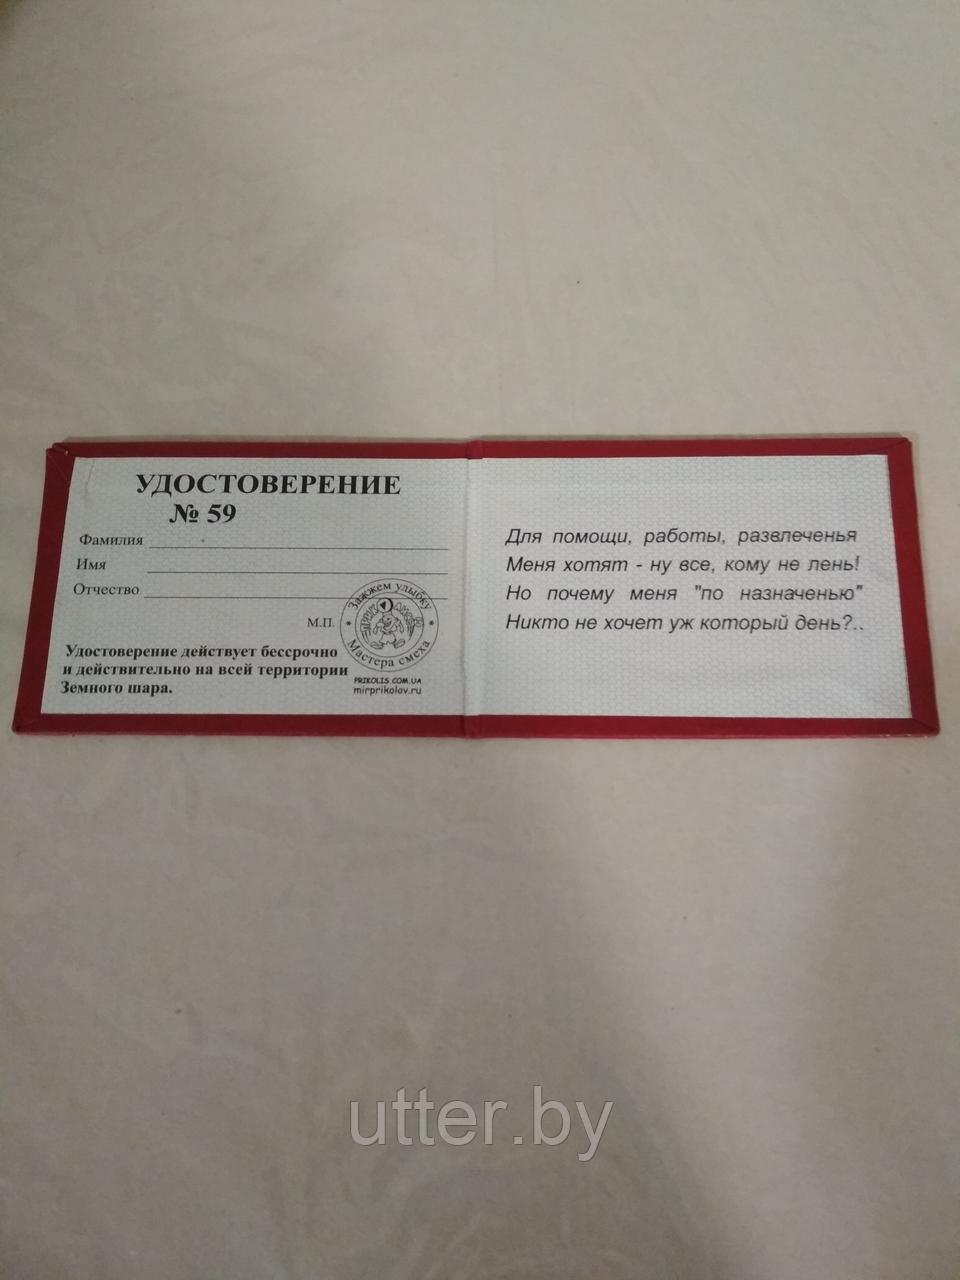 УДОСТОВЕРЕНИЕ
№ 59
Фамилия
Имя
Отчество
М.П.
Зажжем улыбку
Мастера смеха
PRIKOLIS.COM.UA
mirprikolov.ru
Удостоверение действует бессрочно
и действительно на всей территории
Земного шара.
Для помощи, работы, развлеченья
Меня хотят - ну все, кому не лень!
Но почему меня "по назначенью"
Никто не хочет уж который день?..
utter.by